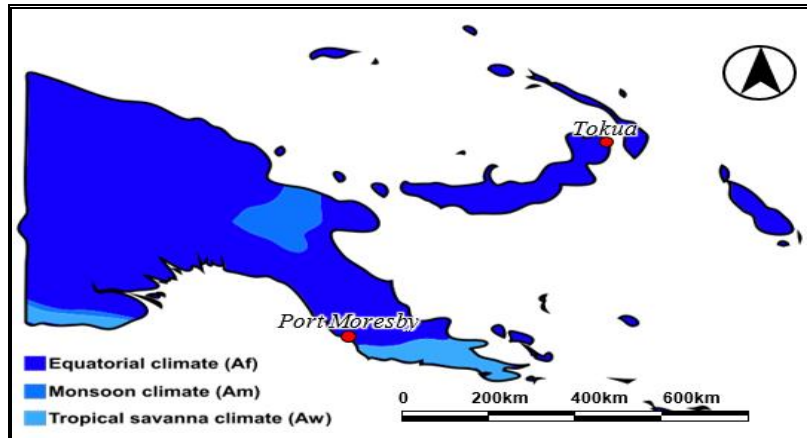 Tokua
Port Moresby
Equatorial climate (Af)
Monsoon climate (Am)
Tropical savanna climate (Aw)
0 200km 400km 600km